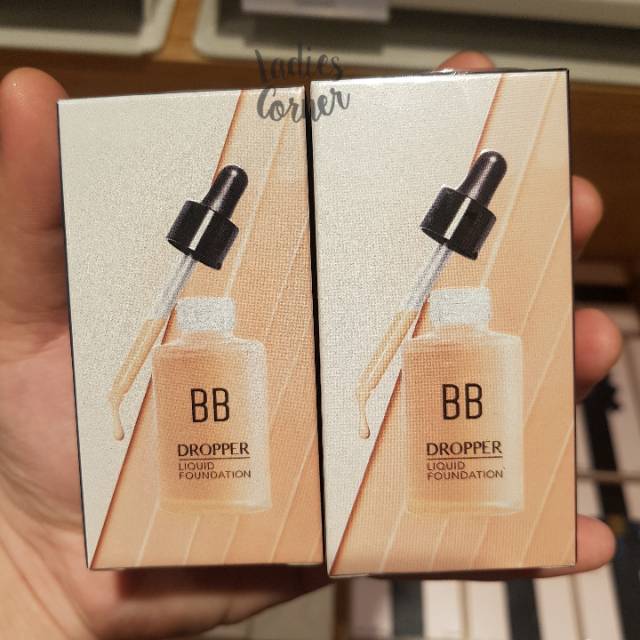 Ladies
Corner
BB
DROPPER
LIQUID
FOUNDATION
BB
DROPPER
LIQUID
FOUNDATION